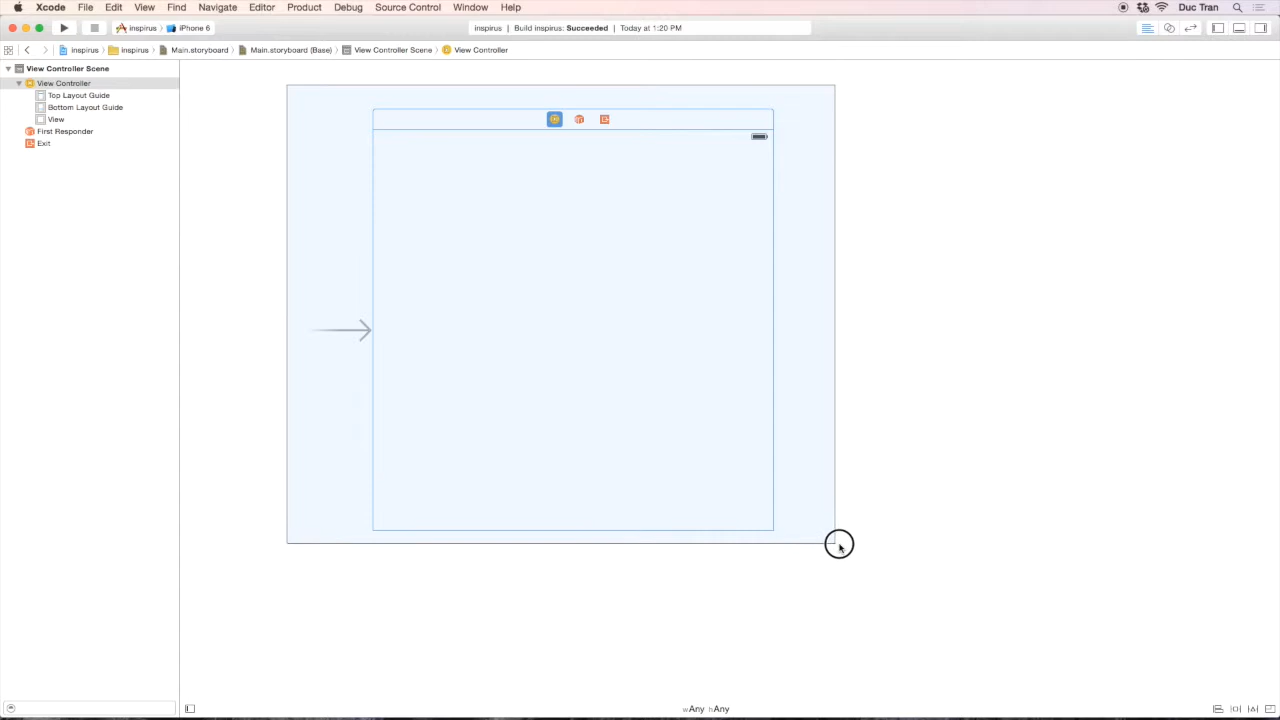 Xcode File Edit View Find Navigate Editor Product Debug Source Control Window Help Duc Tran
inspirus iPhone 6 inspirus | Build inspirus: Succeeded | Today at 1:20 PM
inspirus inspirus Main.storyboard Main.storyboard (Base) View Controller Scene View Controller
View Controller Scene
View Controller
Top Layout Guide
Bottom Layout Guide
View
First Responder
Exit
wAny hAny